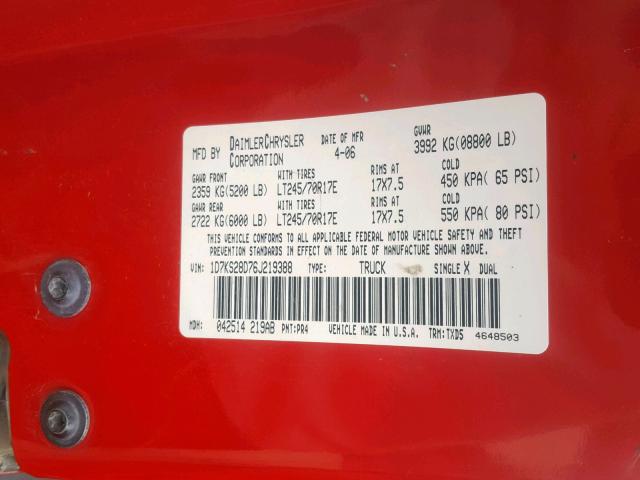 MFD BY DAIMLERCHRYSLER CORPORATION DATE OF MFR 4-06 GVWR 3992 KG(08800 LB)
GAWR FRONT WITH TIRES RIMS AT COLD
2359 KG(5200 LB) LT245/70R17E 17X7.5 450 KPA( 65 PSI)
GAWR REAR WITH TIRES RIMS AT COLD
2722 KG(6000 LB) LT245/70R17E 17X7.5 550 KPA( 80 PSI)
THIS VEHICLE CONFORMS TO ALL APPLICABLE FEDERAL MOTOR VEHICLE SAFETY AND THEFT
PREVENTION STANDARDS IN EFFECT ON THE DATE OF MANUFACTURE SHOWN ABOVE.
VIN: 1D7KS28D76J219388 TYPE: TRUCK SINGLE X DUAL
MDH: 042514 219AB PNT:PR4 VEHICLE MADE IN U.S.A. TRM:TXD5 4648503